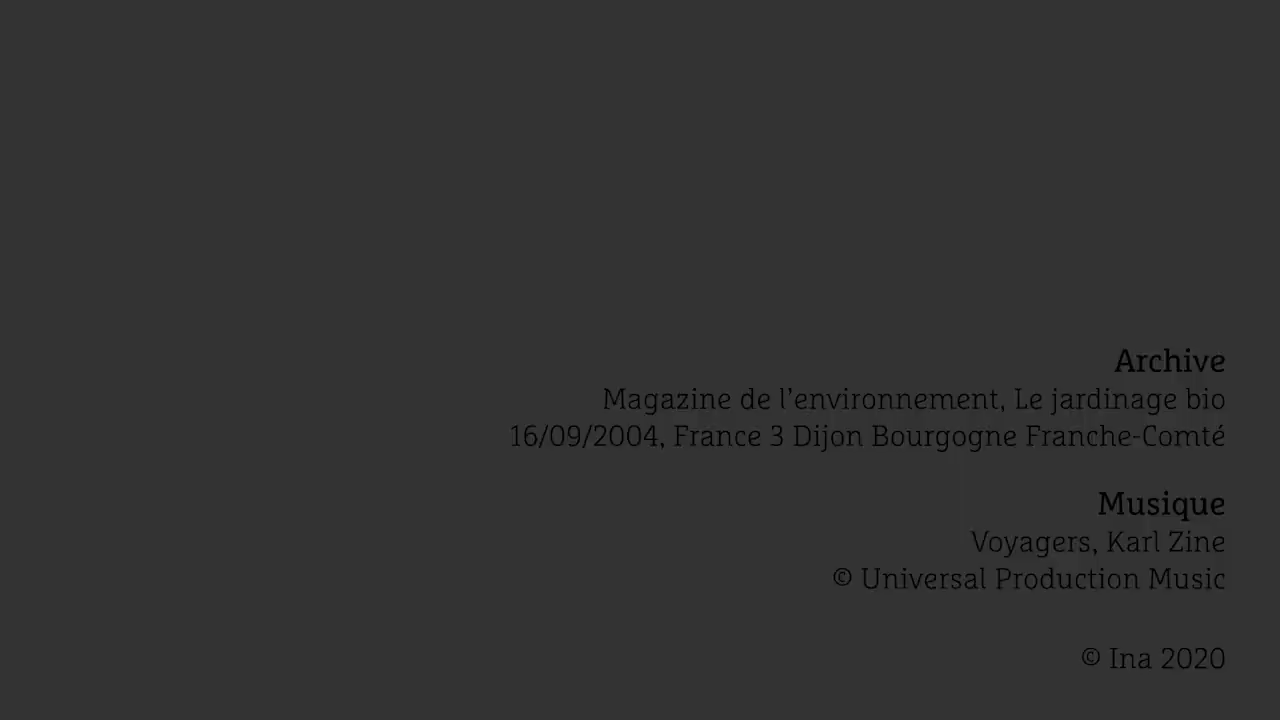 Archive
Magazine de l’environnement, Le jardinage bio
16/09/2004, France 3 Dijon Bourgogne Franche-Comté
Musique
Voyagers, Karl Zine
© Universal Production Music
© Ina 2020